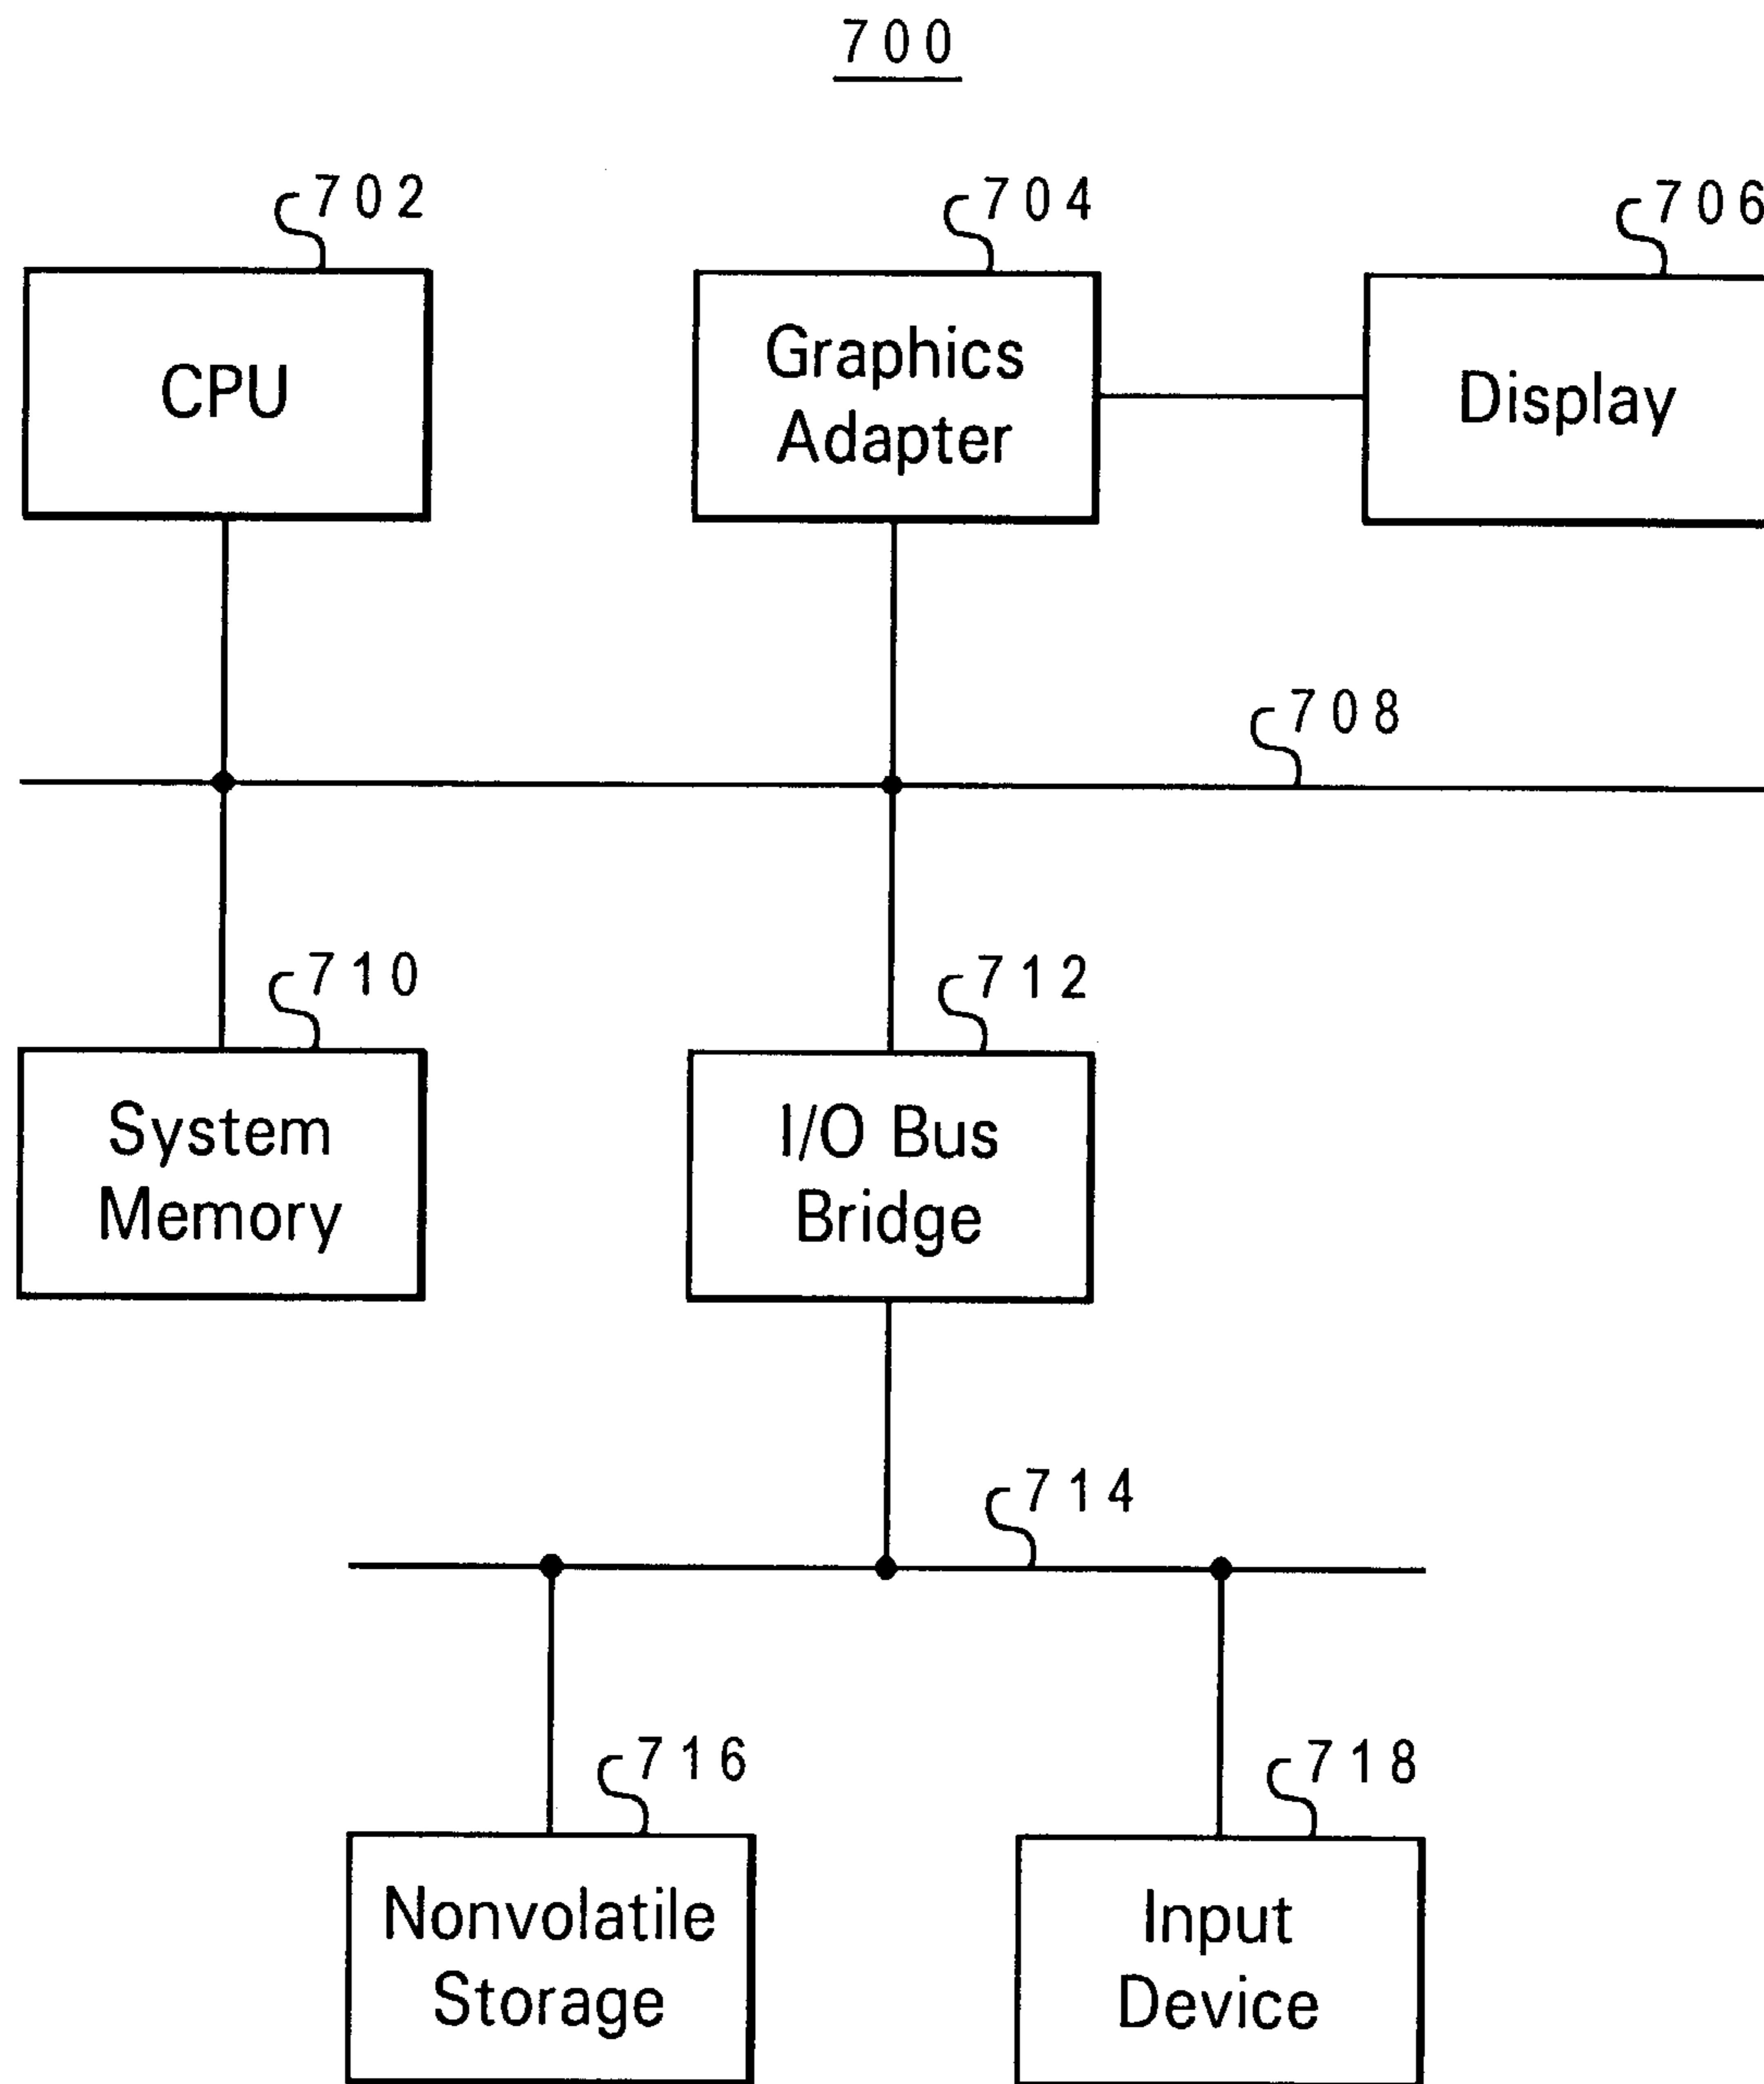 700
702
704
706
CPU
Graphics
Adapter
Display
708
710
712
System
Memory
I/O Bus
Bridge
714
716
718
Nonvolatile
Storage
Input
Device